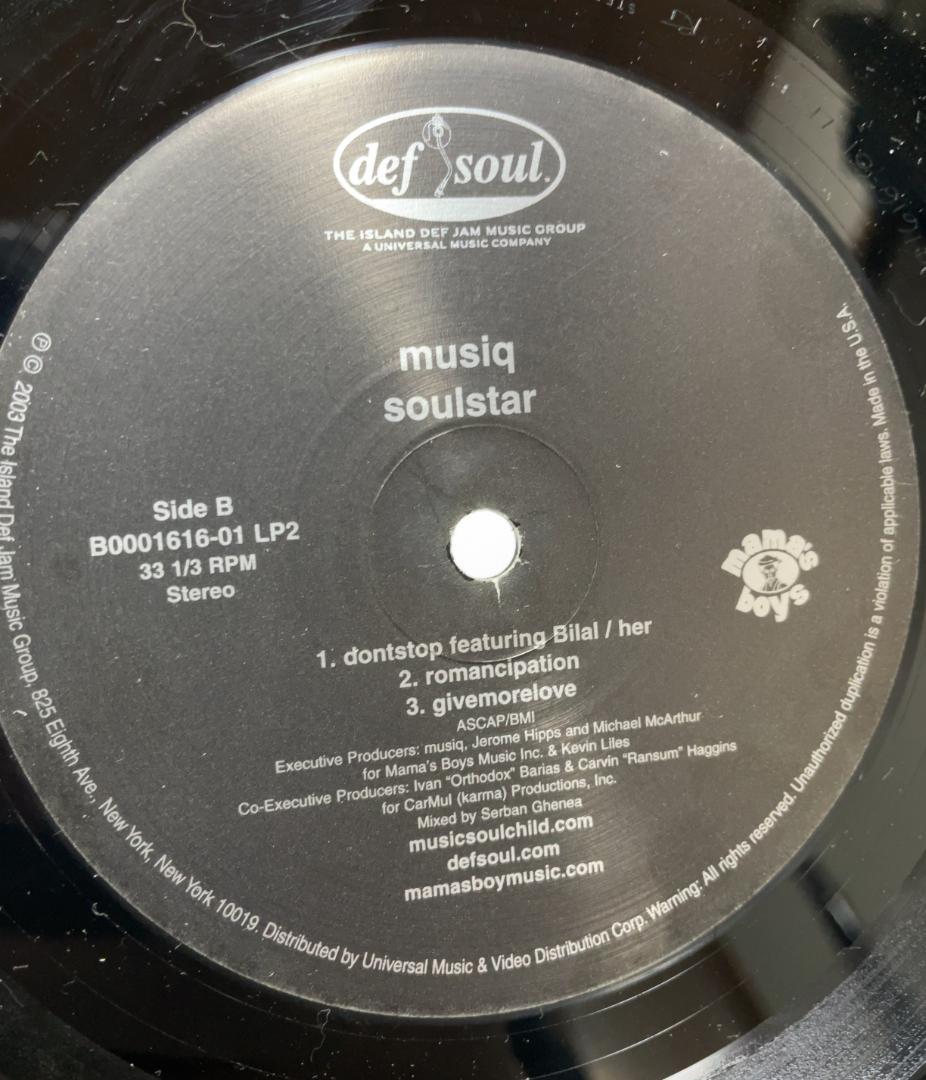 def soul.
THE ISLAND DEF JAM MUSIC GROUP
A UNIVERSAL MUSIC COMPANY
musiq
soulstar
Side B
B0001616-01 LP2
33 1/3 RPM
Stereo
mama's
boys
1. dontstop featuring Bilal / her
2. romancipation
3. givemorelove
ASCAP/BMI
Executive Producers: musiq, Jerome Hipps and Michael McArthur
for Mama's Boys Music Inc. & Kevin Liles
Co-Executive Producers: Ivan "Orthodox" Barias & Carvin "Ransum" Haggins
for CarMul (karma) Productions, Inc.
Mixed by Serban Ghenea
musicsoulchild.com
defsoul.com
mamasboymusic.com
℗ ©. 2003 The Island Def Jam Music Group, 825 Eighth Ave., New York, New York 10019. Distributed by Universal Music & Video Distribution Corp. Warning: All rights reserved. Unauthorized duplication is a violation of applicable laws. Made in the U.S.A.